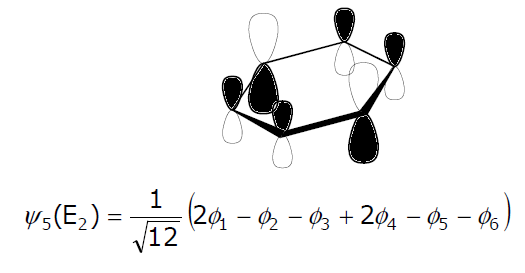 ψ₅(E₂) = 1/√12 (2ϕ₁ − ϕ₂ − ϕ₃ + 2ϕ₄ − ϕ₅ − ϕ₆)